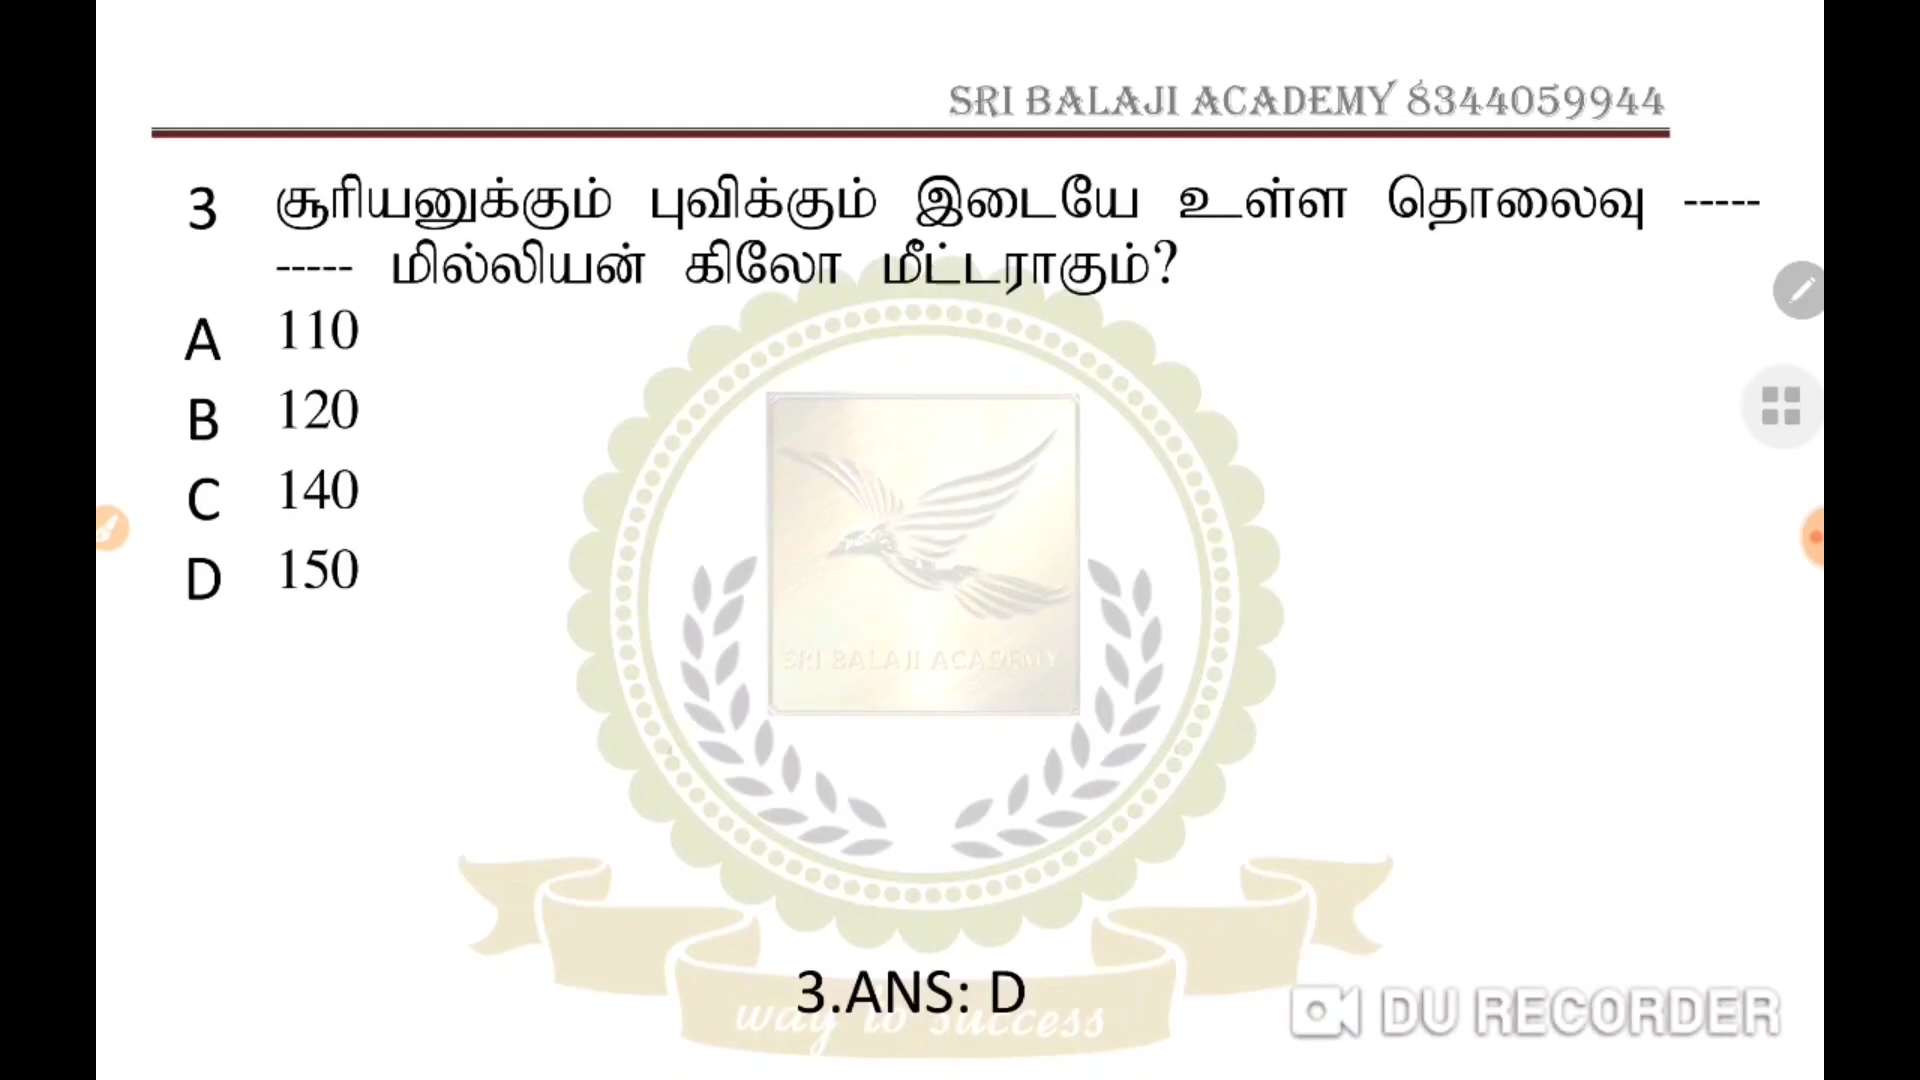 SRI BALAJI ACADEMY 8344059944
3 சூரியனுக்கும் புவிக்கும் இடையே உள்ள தொலைவு -----
----- மில்லியன் கிலோ மீட்டராகும்?
A 110
B 120
C 140
D 150
SRI BALAJI ACADEMY
3.ANS: D
way to success
DU RECORDER